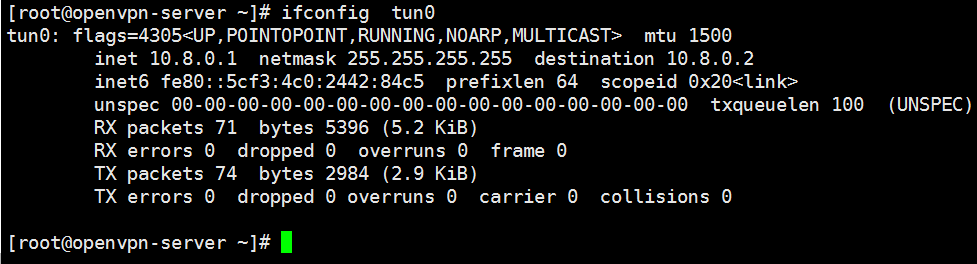 [root@openvpn-server ~]# ifconfig  tun0
tun0: flags=4305<UP,POINTOPOINT,RUNNING,NOARP,MULTICAST>  mtu 1500
        inet 10.8.0.1  netmask 255.255.255.255  destination 10.8.0.2
        inet6 fe80::5cf3:4c0:2442:84c5  prefixlen 64  scopeid 0x20<link>
        unspec 00-00-00-00-00-00-00-00-00-00-00-00-00-00-00-00  txqueuelen 100  (UNSPEC)
        RX packets 71  bytes 5396 (5.2 KiB)
        RX errors 0  dropped 0  overruns 0  frame 0
        TX packets 74  bytes 2984 (2.9 KiB)
        TX errors 0  dropped 0 overruns 0  carrier 0  collisions 0
[root@openvpn-server ~]#